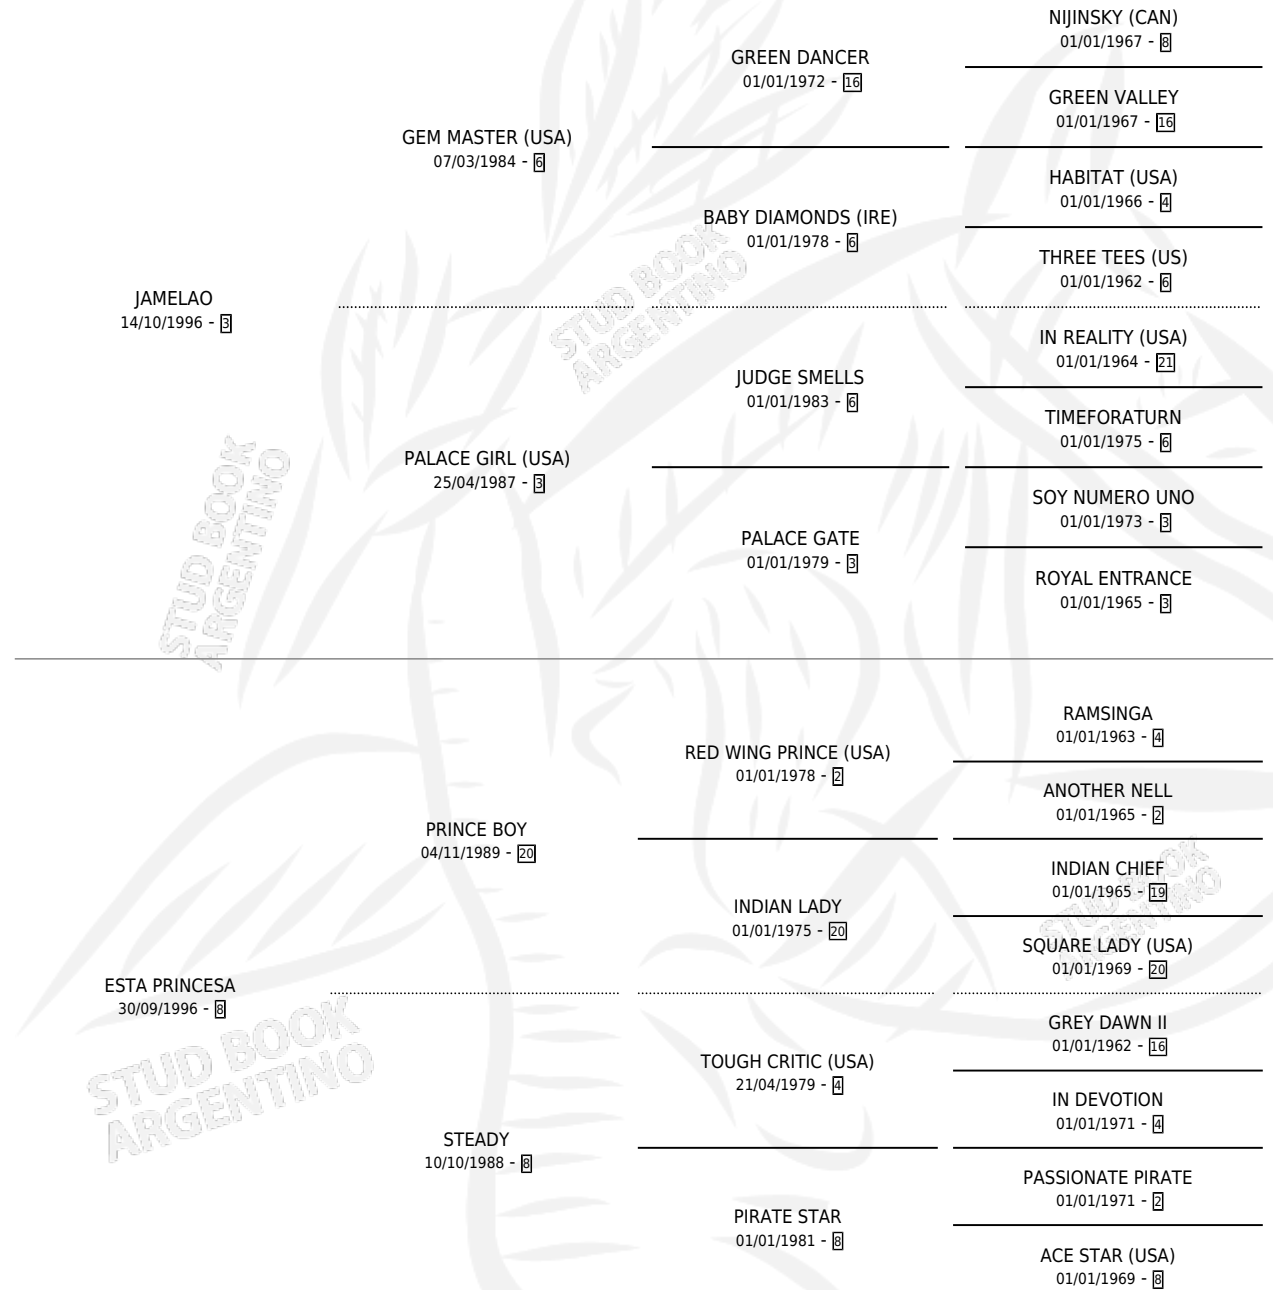 NIJINSKY (CAN)
01/01/1967 - 8
GREEN DANCER
01/01/1972 - 16
GREEN VALLEY
01/01/1967 - 16
GEM MASTER (USA)
07/03/1984 - 6
HABITAT (USA)
01/01/1966 - 4
BABY DIAMONDS (IRE)
01/01/1978 - 6
THREE TEES (US)
01/01/1962 - 6
JAMELAO
14/10/1996 - 3
IN REALITY (USA)
01/01/1964 - 21
JUDGE SMELLS
01/01/1983 - 6
TIMEFORATURN
01/01/1975 - 6
PALACE GIRL (USA)
25/04/1987 - 3
SOY NUMERO UNO
01/01/1973 - 3
PALACE GATE
01/01/1979 - 3
ROYAL ENTRANCE
01/01/1965 - 3
STUD BOOK
ARGENTINO
STUD BOOK
ARGENTINO
RAMSINGA
01/01/1963 - 4
RED WING PRINCE (USA)
01/01/1978 - 2
ANOTHER NELL
01/01/1965 - 2
PRINCE BOY
04/11/1989 - 20
INDIAN CHIEF
01/01/1965 - 19
INDIAN LADY
01/01/1975 - 20
SQUARE LADY (USA)
01/01/1969 - 20
ESTA PRINCESA
30/09/1996 - 8
GREY DAWN II
01/01/1962 - 16
TOUGH CRITIC (USA)
21/04/1979 - 4
IN DEVOTION
01/01/1971 - 4
STEADY
10/10/1988 - 8
PASSIONATE PIRATE
01/01/1971 - 2
PIRATE STAR
01/01/1981 - 8
ACE STAR (USA)
01/01/1969 - 8
STUD BOOK
ARGENTINO
STUD BOOK
ARGENTINO